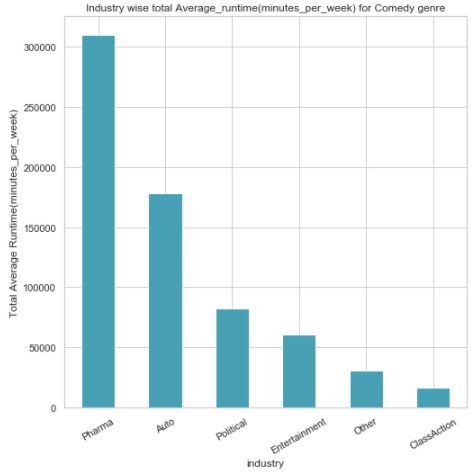 Industry wise total Average_runtime(minutes_per_week) for Comedy genre
Total Average Runtime(minutes_per_week)
300000
250000
200000
150000
100000
50000
0
Pharma
Auto
Political
Entertainment
Other
ClassAction
industry